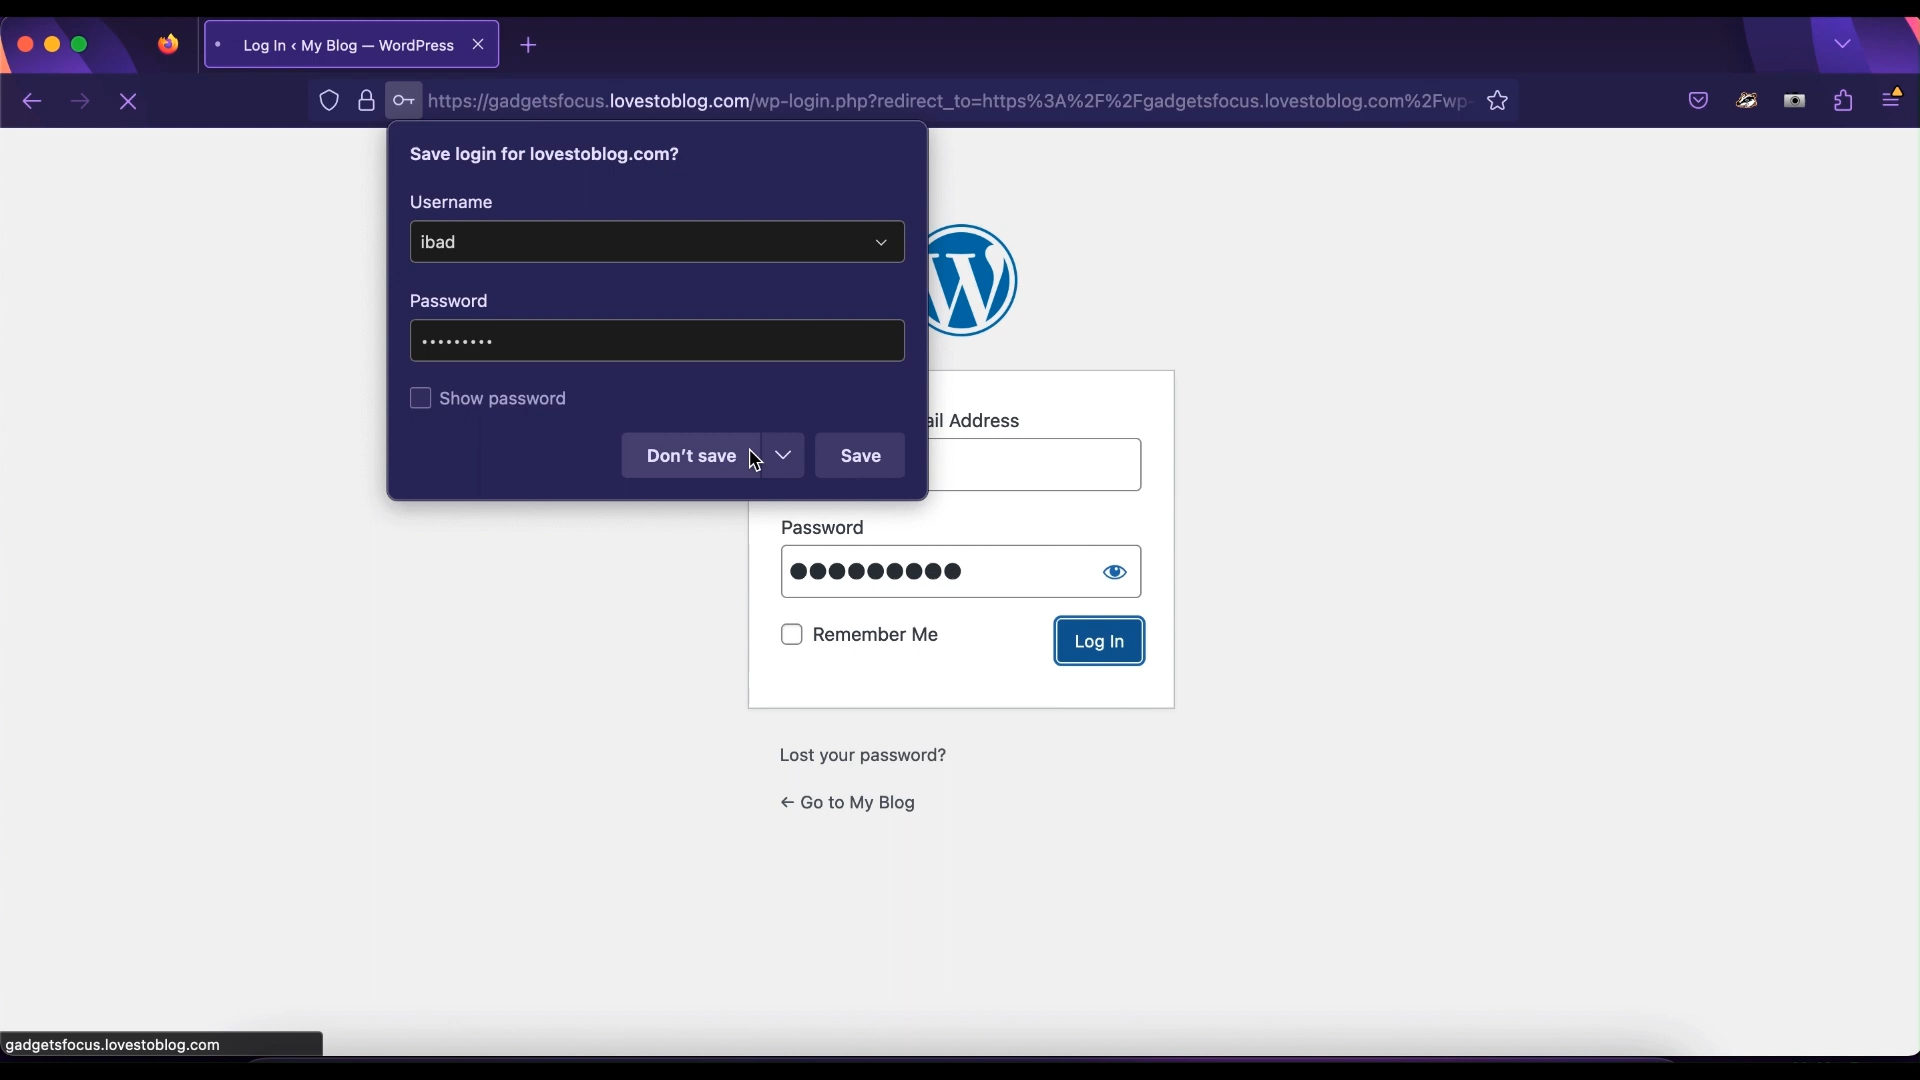 Log In ‹ My Blog — WordPress
https://gadgetsfocus.lovestoblog.com/wp-login.php?redirect_to=https%3A%2F%2Fgadgetsfocus.lovestoblog.com%2Fwp-
Save login for lovestoblog.com?
Username
ibad
Password
Show password
Don't save
Save
ail Address
Password
Remember Me
Log In
Lost your password?
← Go to My Blog
gadgetsfocus.lovestoblog.com